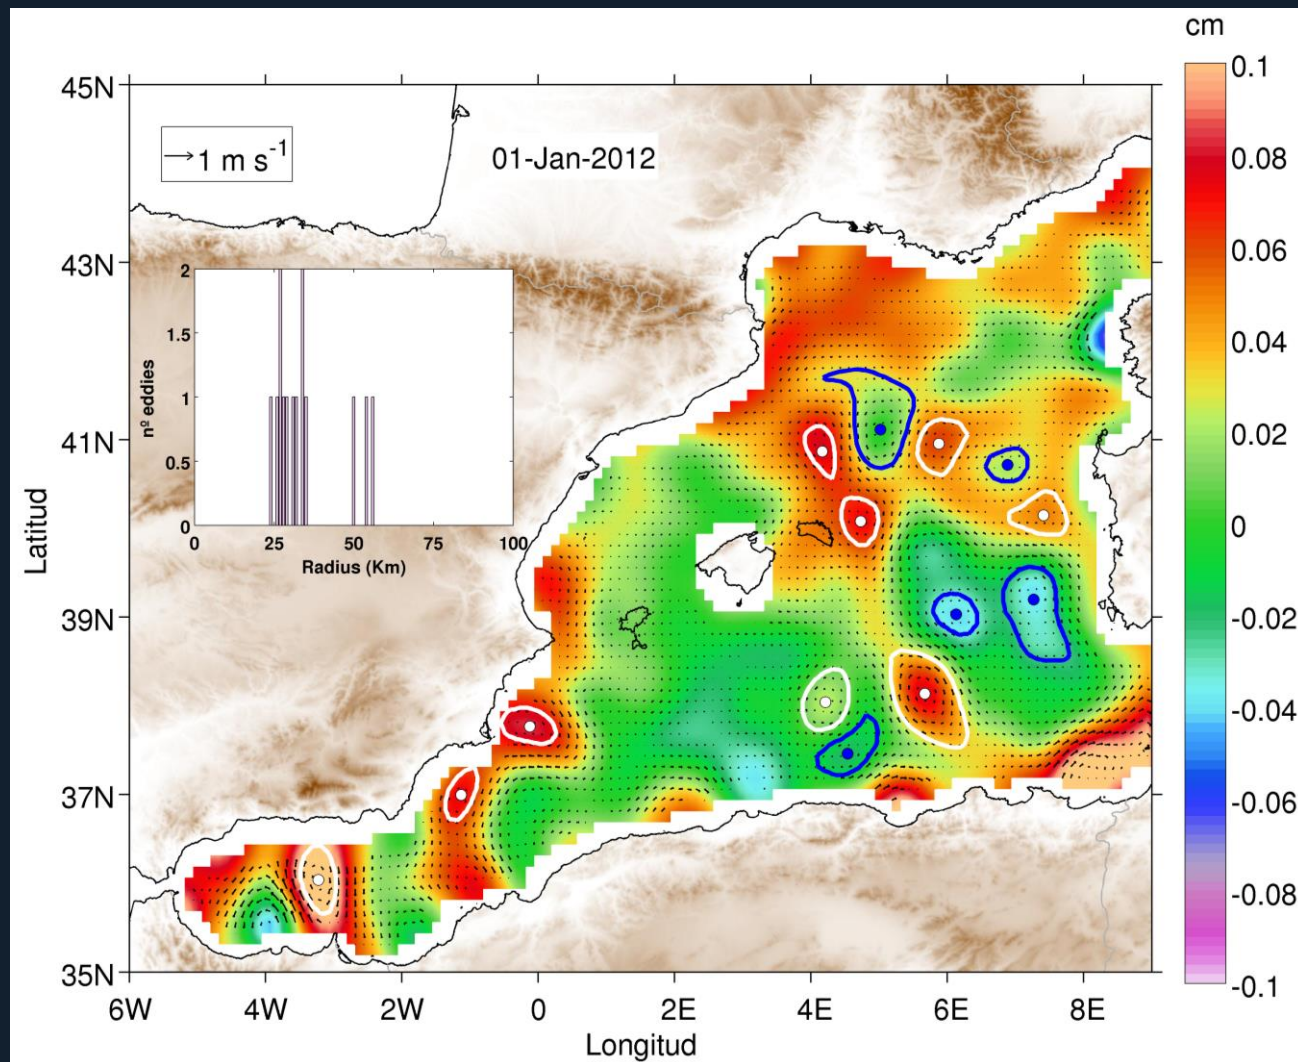 cm
45N
43N
41N
39N
37N
35N
Latitud
1 m s⁻¹
01-Jan-2012
2
1.5
1
0.5
0
nº eddies
0 25 50 75 100
Radius (Km)
6W 4W 2W 0 2E 4E 6E 8E
Longitud
0.1
0.08
0.06
0.04
0.02
0
-0.02
-0.04
-0.06
-0.08
-0.1